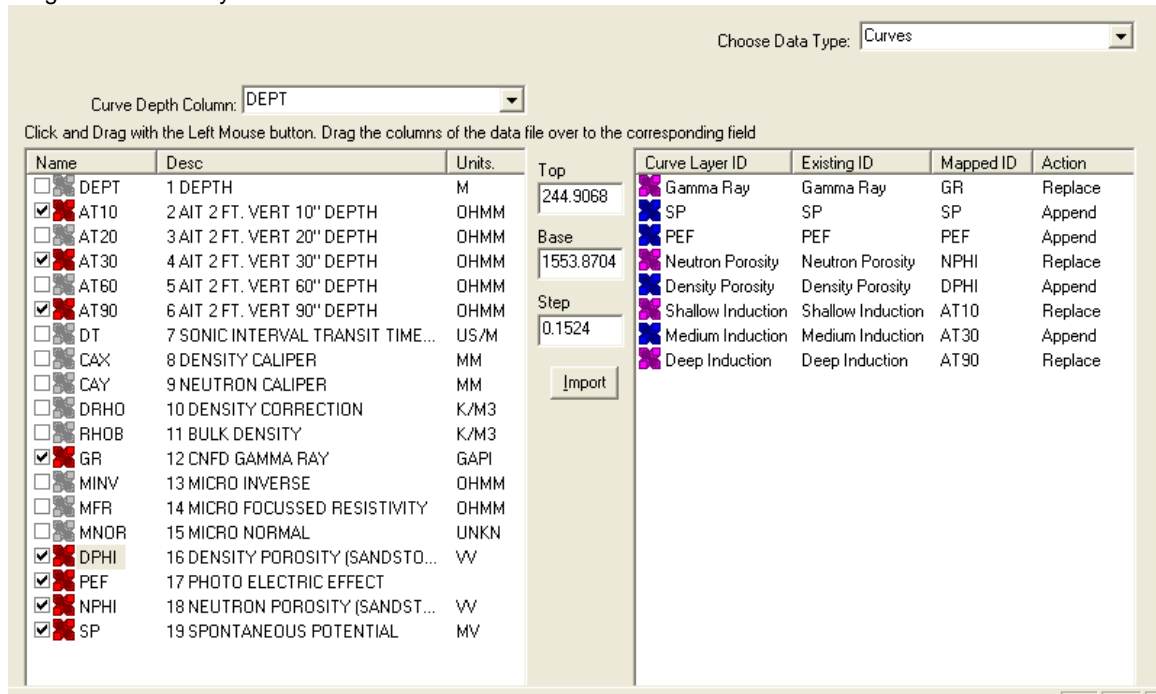 Choose Data Type: Curves
Curve Depth Column: DEPT
Click and Drag with the Left Mouse button. Drag the columns of the data file over to the corresponding field
Name Desc Units.
DEPT 1 DEPTH M
AT10 2 AIT 2 FT. VERT 10'' DEPTH OHMM
AT20 3 AIT 2 FT. VERT 20'' DEPTH OHMM
AT30 4 AIT 2 FT. VERT 30'' DEPTH OHMM
AT60 5 AIT 2 FT. VERT 60'' DEPTH OHMM
AT90 6 AIT 2 FT. VERT 90'' DEPTH OHMM
DT 7 SONIC INTERVAL TRANSIT TIME... US/M
CAX 8 DENSITY CALIPER MM
CAY 9 NEUTRON CALIPER MM
DRHO 10 DENSITY CORRECTION K/M3
RHOB 11 BULK DENSITY K/M3
GR 12 CNFD GAMMA RAY GAPI
MINV 13 MICRO INVERSE OHMM
MFR 14 MICRO FOCUSSED RESISTIVITY OHMM
MNOR 15 MICRO NORMAL UNKN
DPHI 16 DENSITY POROSITY (SANDSTO... VV
PEF 17 PHOTO ELECTRIC EFFECT
NPHI 18 NEUTRON POROSITY (SANDST... VV
SP 19 SPONTANEOUS POTENTIAL MV
Top
244.9068
Base
1553.8704
Step
0.1524
Import
Curve Layer ID Existing ID Mapped ID Action
Gamma Ray Gamma Ray GR Replace
SP SP SP Append
PEF PEF PEF Append
Neutron Porosity Neutron Porosity NPHI Replace
Density Porosity Density Porosity DPHI Append
Shallow Induction Shallow Induction AT10 Replace
Medium Induction Medium Induction AT30 Append
Deep Induction Deep Induction AT90 Replace